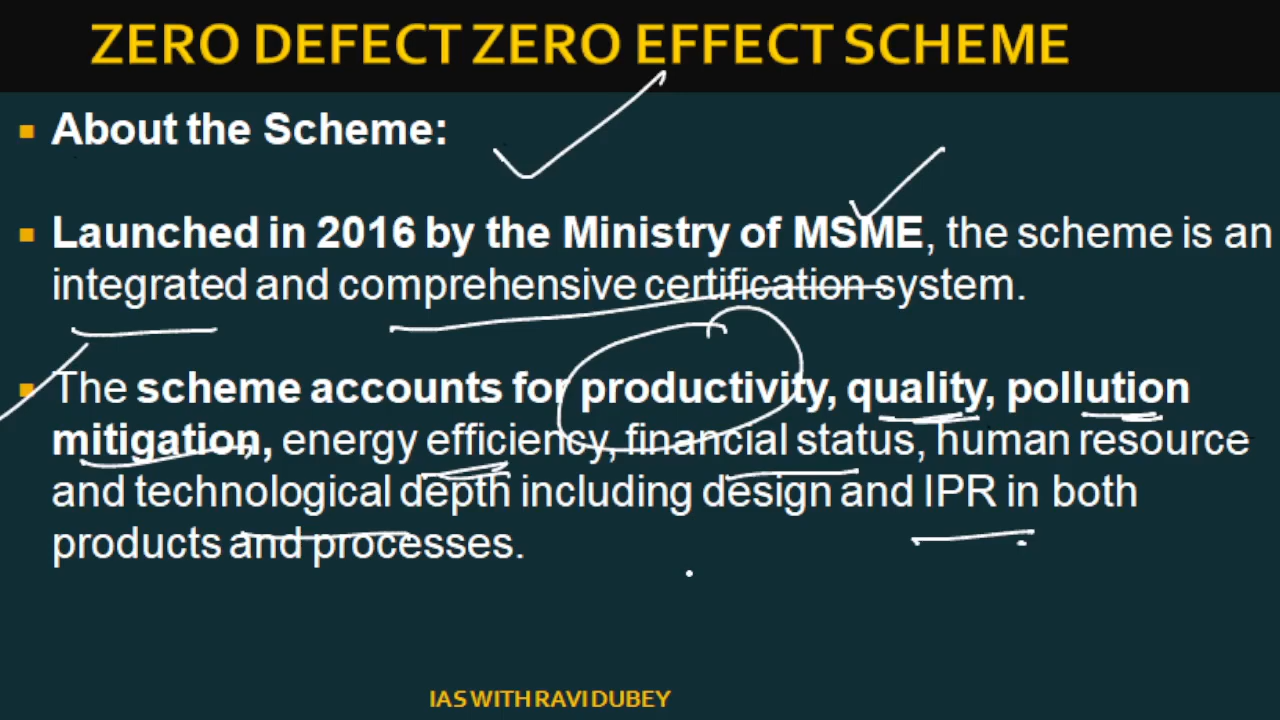 ZERO DEFECT ZERO EFFECT SCHEME
About the Scheme:
Launched in 2016 by the Ministry of MSME, the scheme is an
integrated and comprehensive certification system.
The scheme accounts for productivity, quality, pollution
mitigation, energy efficiency, financial status, human resource
and technological depth including design and IPR in both
products and processes.
IAS WITH RAVI DUBEY